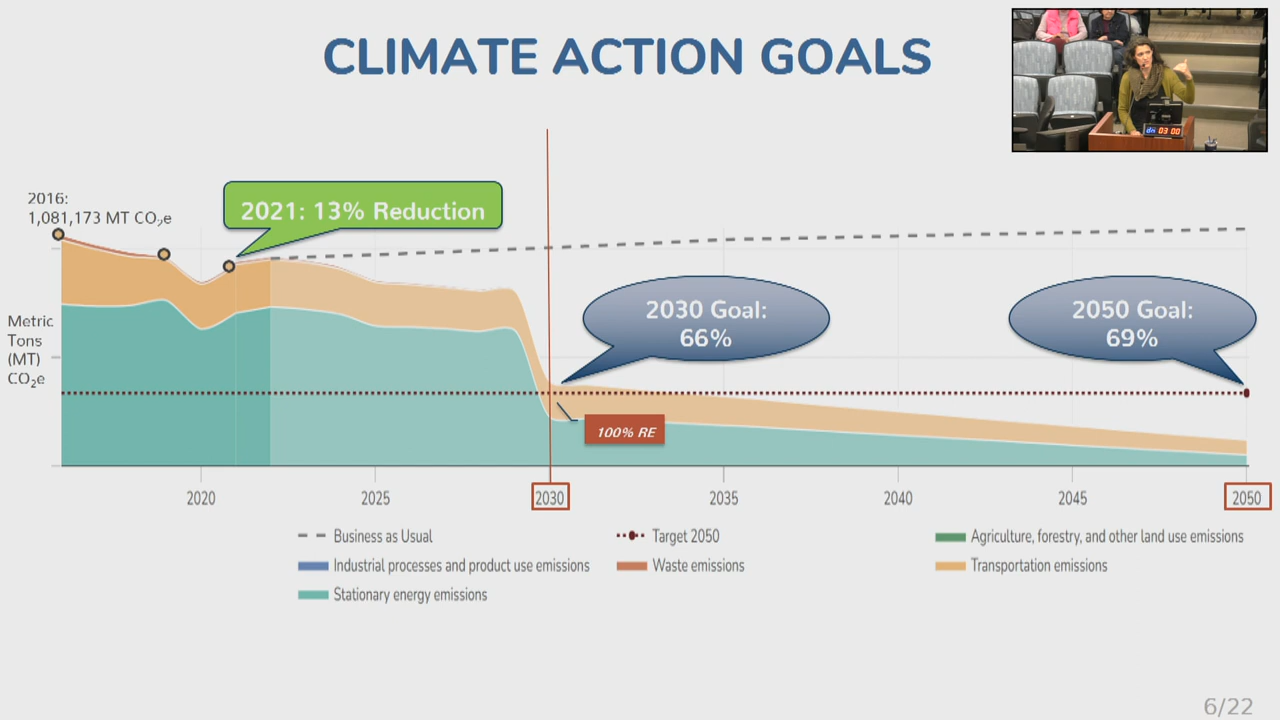 CLIMATE ACTION GOALS
2016:
1,081,173 MT CO₂e
2021: 13% Reduction
2030 Goal:
66%
2050 Goal:
69%
Metric
Tons
(MT)
CO₂e
100% RE
2020
2025
2030
2035
2040
2045
2050
Business as Usual
Target 2050
Agriculture, forestry, and other land use emissions
Industrial processes and product use emissions
Waste emissions
Transportation emissions
Stationary energy emissions
03 00
6/22